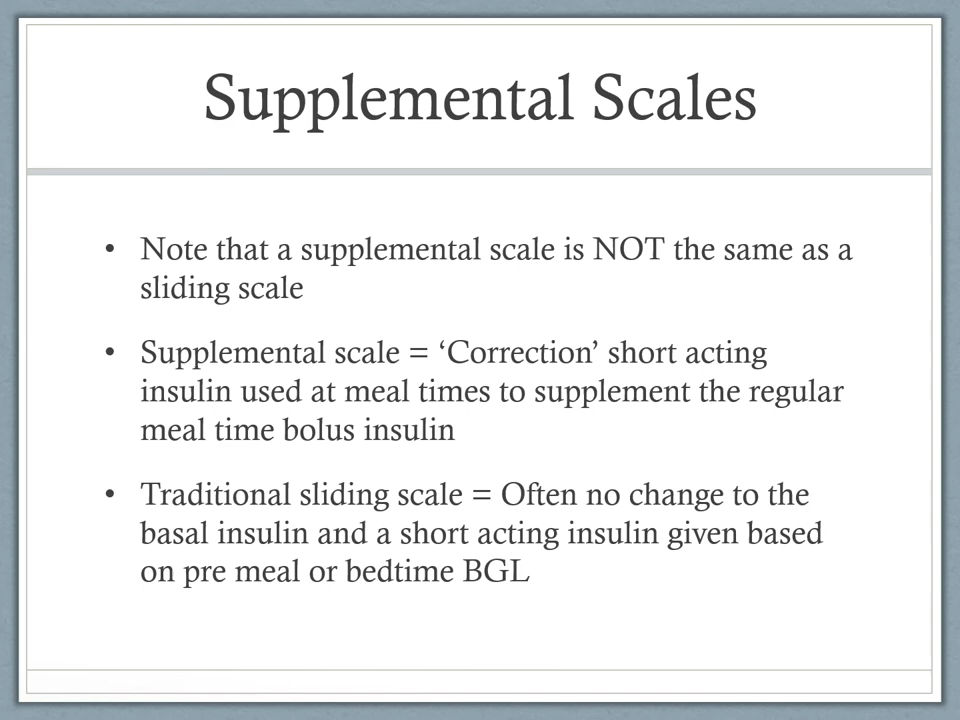 Supplemental Scales
• Note that a supplemental scale is NOT the same as a
sliding scale
• Supplemental scale = ‘Correction’ short acting
insulin used at meal times to supplement the regular
meal time bolus insulin
• Traditional sliding scale = Often no change to the
basal insulin and a short acting insulin given based
on pre meal or bedtime BGL